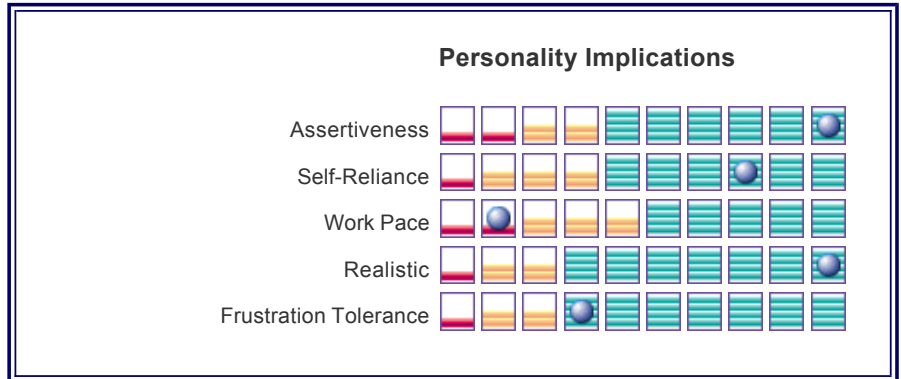 Personality Implications
Assertiveness
Self-Reliance
Work Pace
Realistic
Frustration Tolerance